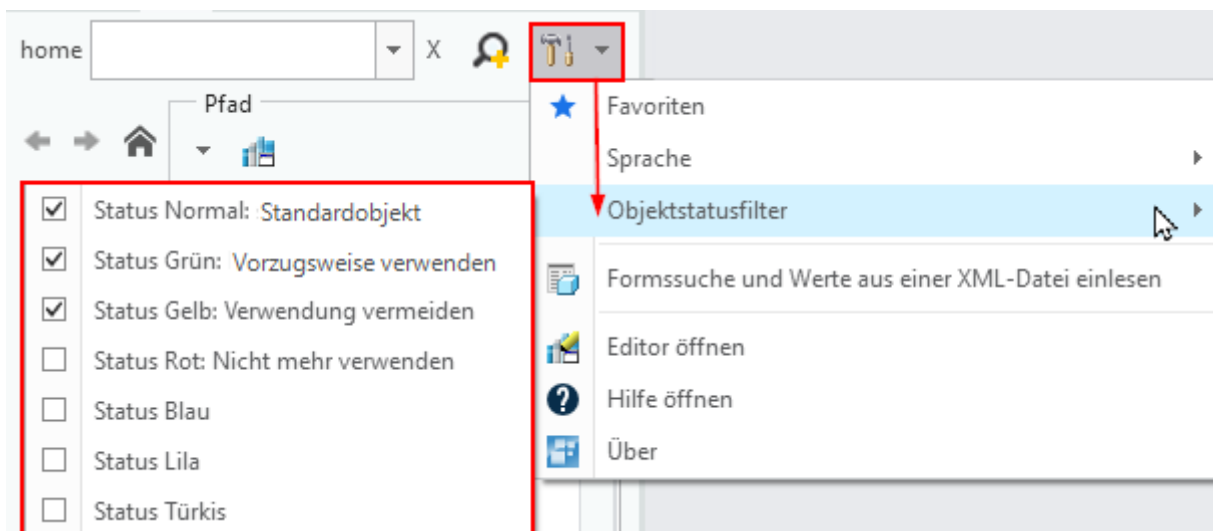 home
X
Pfad
Status Normal: Standardobjekt
Status Grün: Vorzugsweise verwenden
Status Gelb: Verwendung vermeiden
Status Rot: Nicht mehr verwenden
Status Blau
Status Lila
Status Türkis
Favoriten
Sprache
Objektstatusfilter
Formssuche und Werte aus einer XML-Datei einlesen
Editor öffnen
Hilfe öffnen
Über